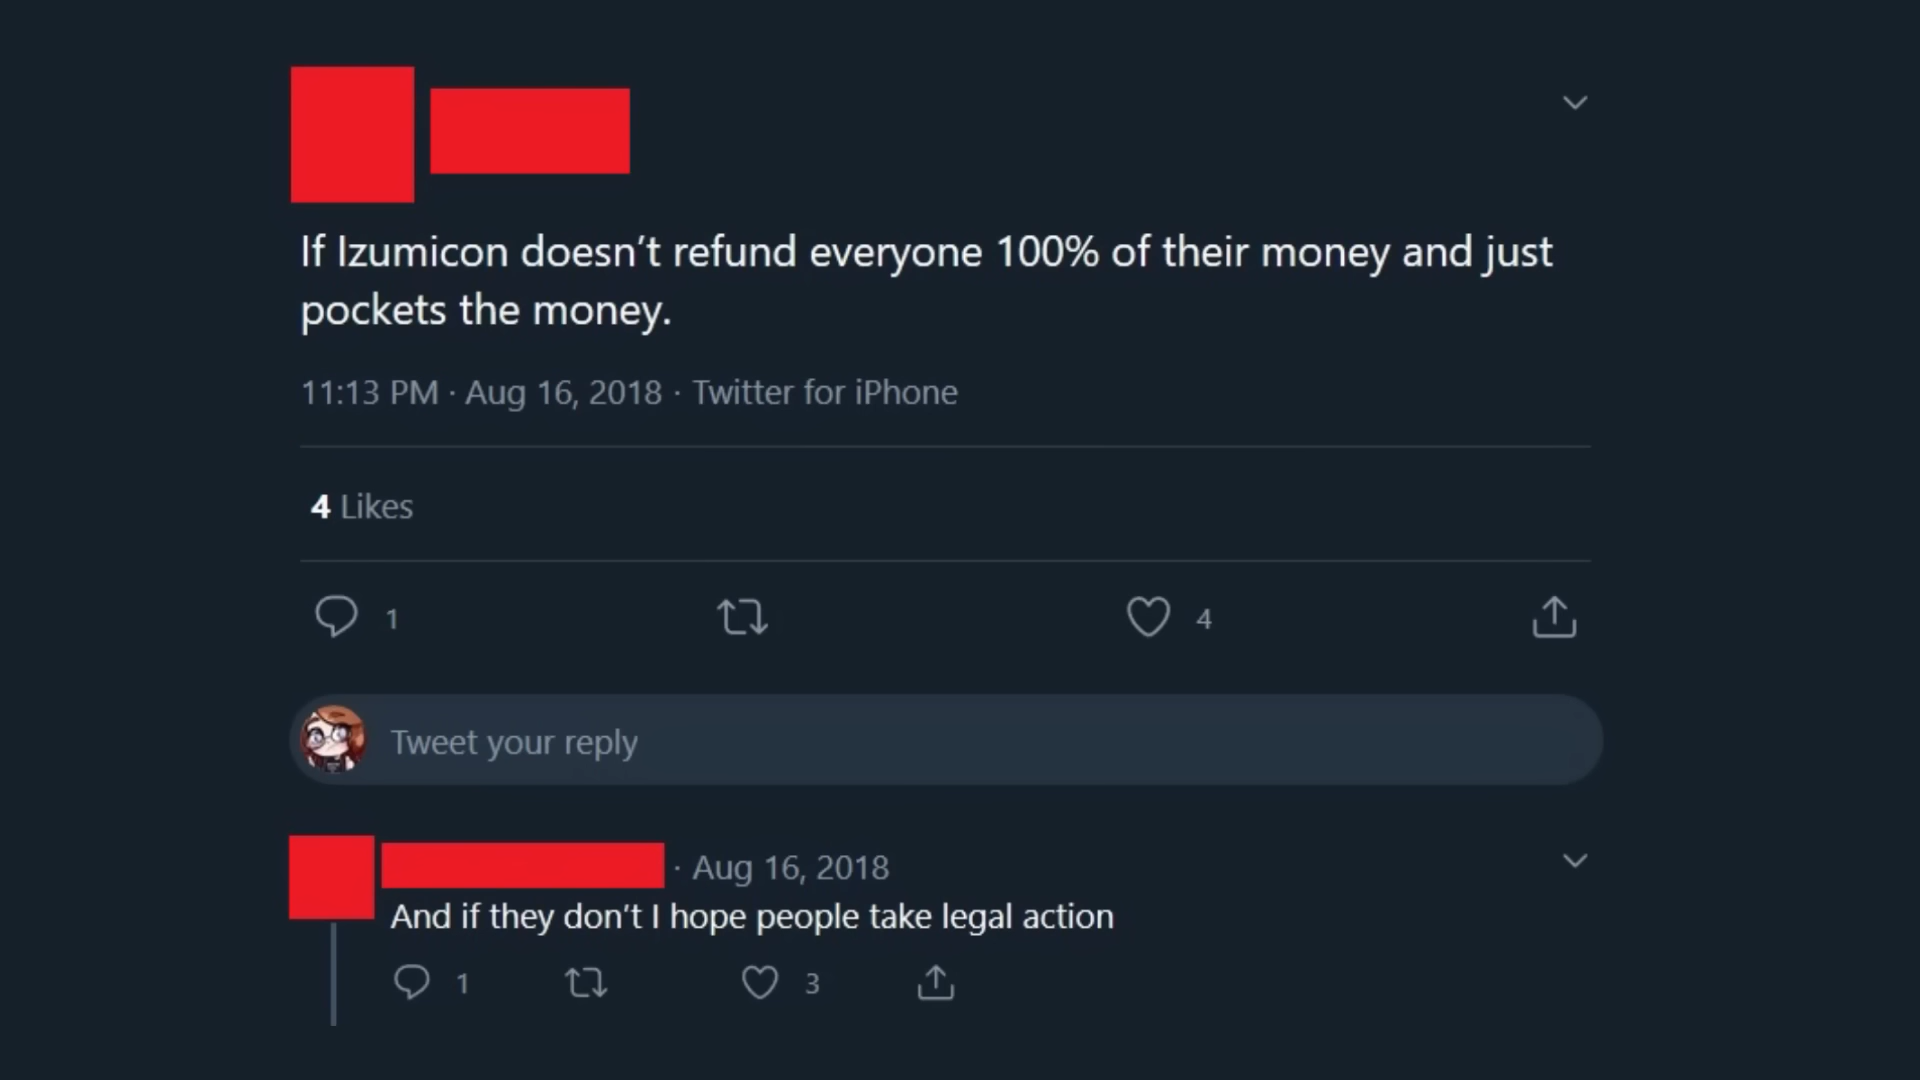 If Izumicon doesn’t refund everyone 100% of their money and just
pockets the money.
11:13 PM · Aug 16, 2018 · Twitter for iPhone
4 Likes
1 4
Tweet your reply
· Aug 16, 2018
And if they don’t I hope people take legal action
1 3